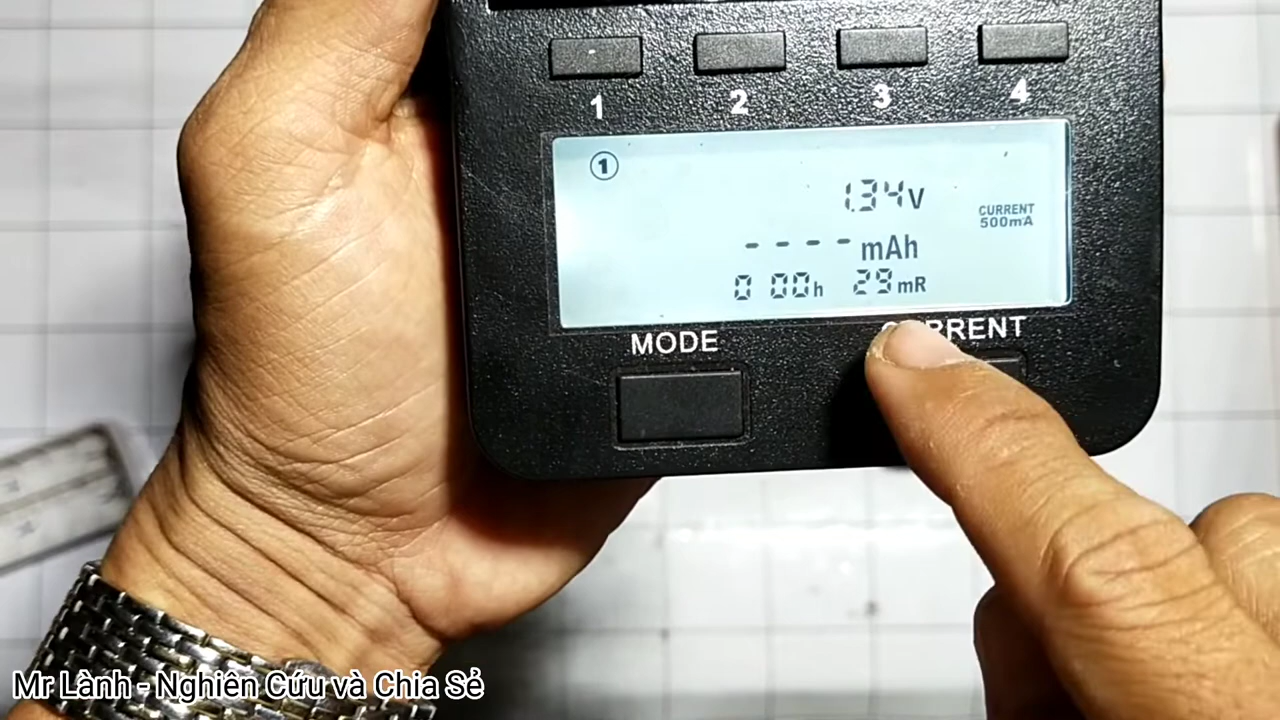 1 2 3 4
①
1.34V
CURRENT
500mA
- - - - mAh
0 00h 29mR
MODE CURRENT
Mr Lành - Nghiên Cứu và Chia Sẻ